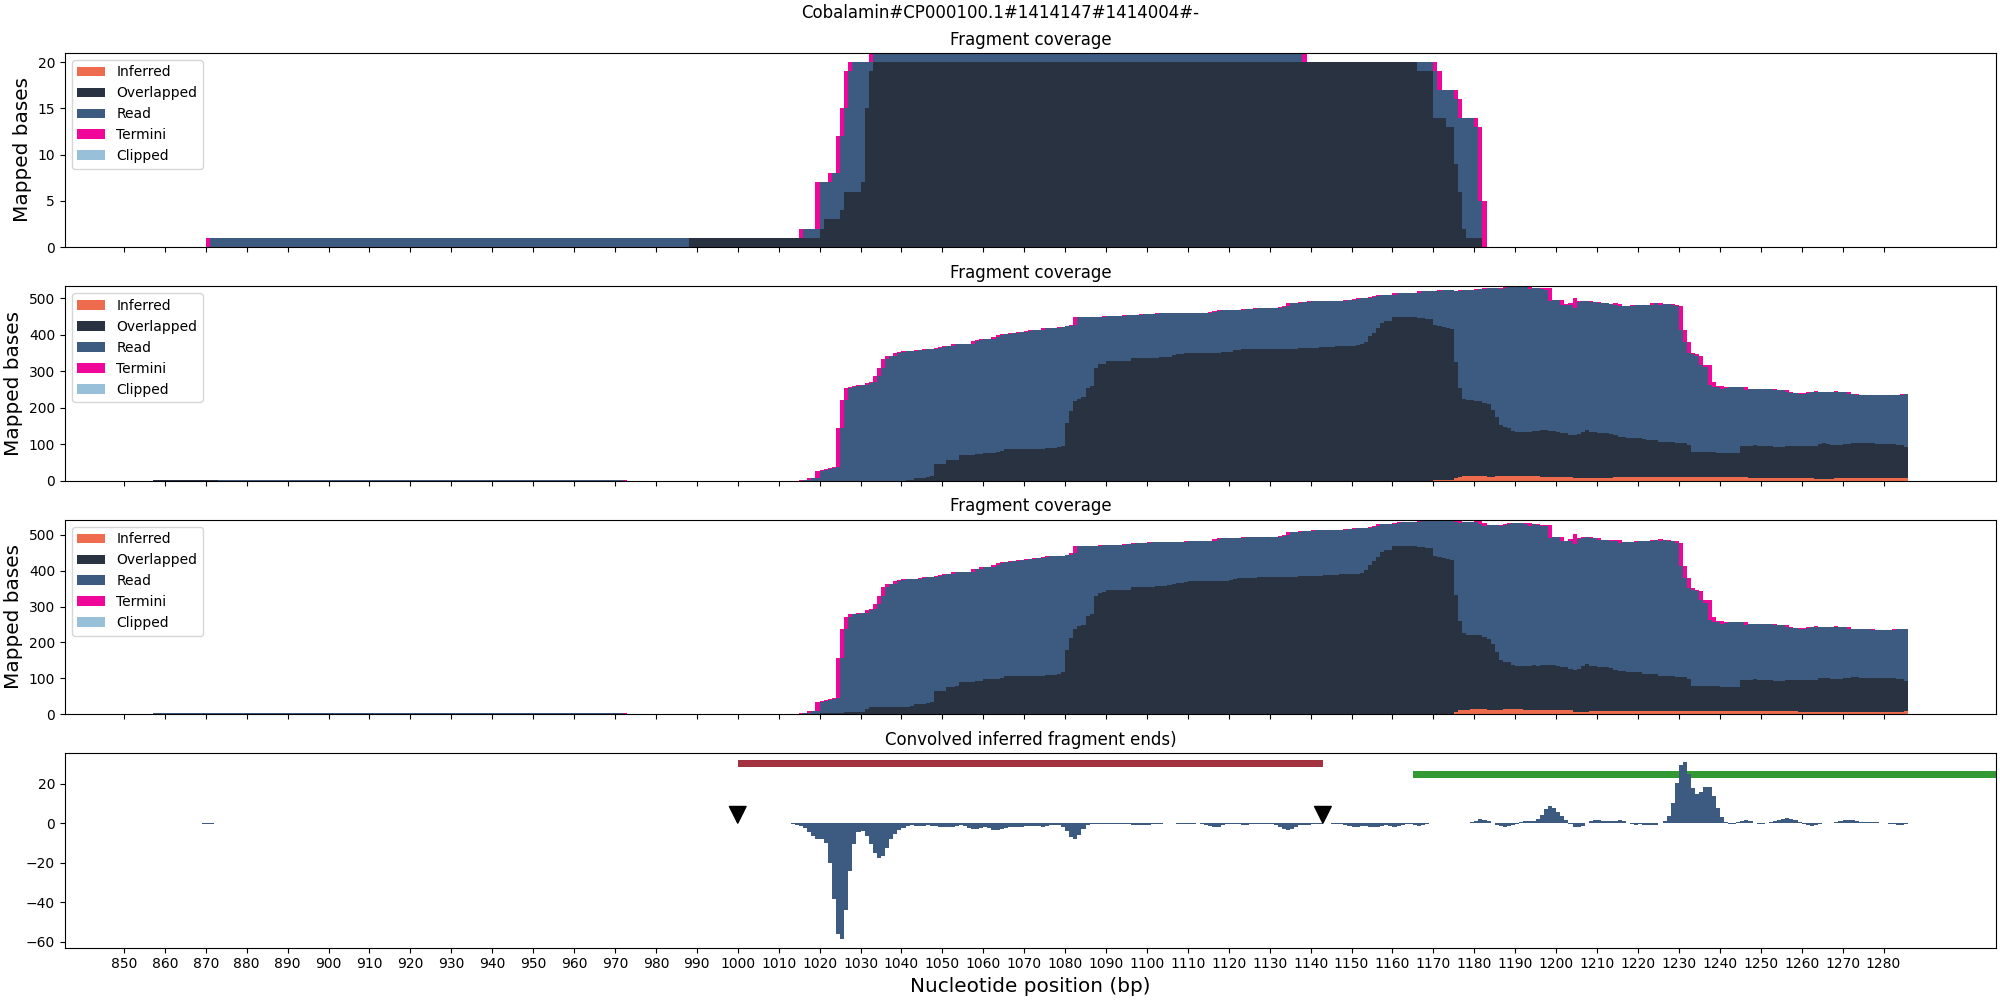 Cobalamin#CP000100.1#1414147#1414004#-
Fragment coverage
Mapped bases
20
15
10
5
0
Inferred
Overlapped
Read
Termini
Clipped
Fragment coverage
Mapped bases
500
400
300
200
100
0
Inferred
Overlapped
Read
Termini
Clipped
Fragment coverage
Mapped bases
500
400
300
200
100
0
Inferred
Overlapped
Read
Termini
Clipped
Convolved inferred fragment ends)
20
0
−20
−40
−60
850 860 870 880 890 900 910 920 930 940 950 960 970 980 990 1000 1010 1020 1030 1040 1050 1060 1070 1080 1090 1100 1110 1120 1130 1140 1150 1160 1170 1180 1190 1200 1210 1220 1230 1240 1250 1260 1270 1280
Nucleotide position (bp)